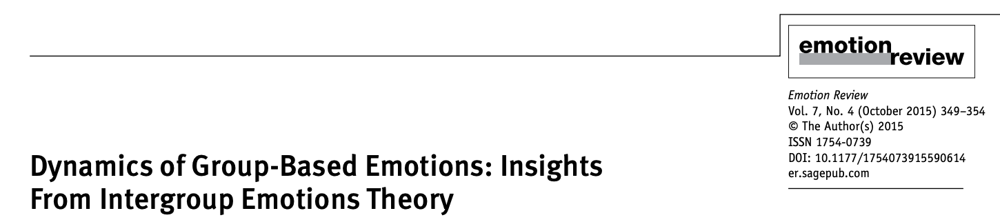 emotion
review
Emotion Review
Vol. 7, No. 4 (October 2015) 349–354
© The Author(s) 2015
ISSN 1754-0739
DOI: 10.1177/1754073915590614
er.sagepub.com
Dynamics of Group-Based Emotions: Insights
From Intergroup Emotions Theory